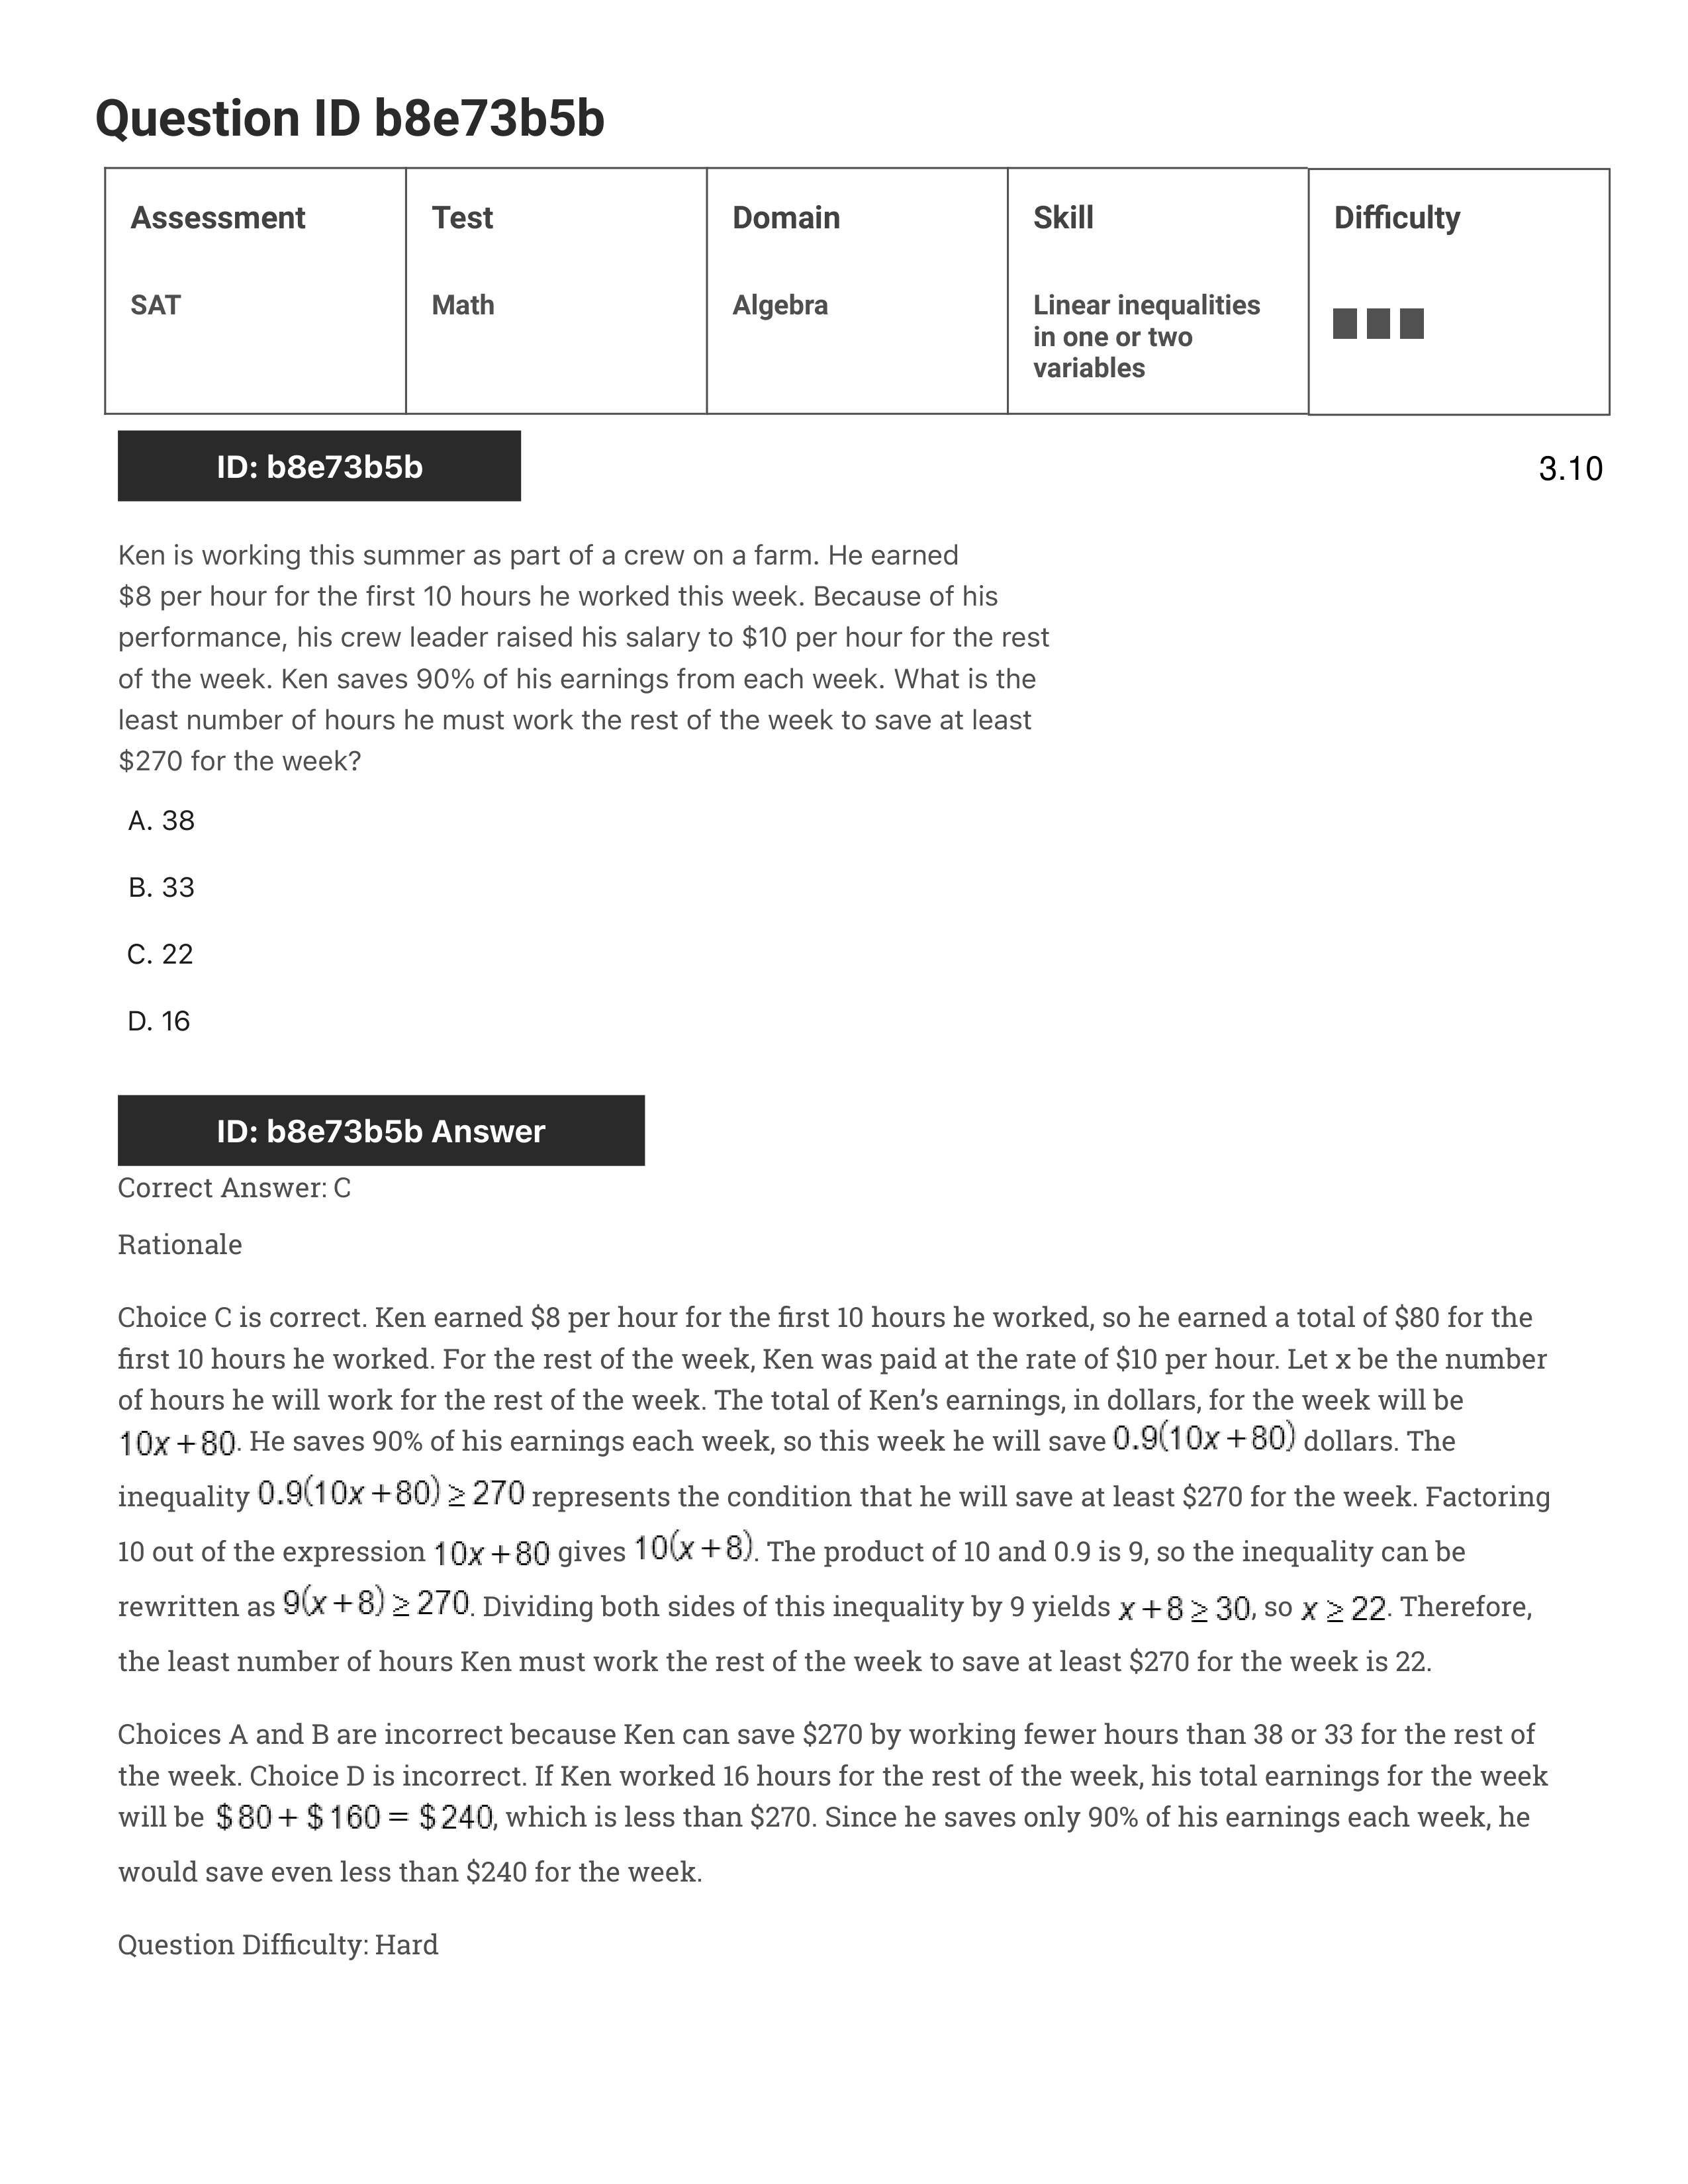 Question ID b8e73b5b
Assessment Test Domain Skill Difficulty
SAT Math Algebra Linear inequalities
in one or two
variables
ID: b8e73b5b 3.10
Ken is working this summer as part of a crew on a farm. He earned
$8 per hour for the first 10 hours he worked this week. Because of his
performance, his crew leader raised his salary to $10 per hour for the rest
of the week. Ken saves 90% of his earnings from each week. What is the
least number of hours he must work the rest of the week to save at least
$270 for the week?
A. 38
B. 33
C. 22
D. 16
ID: b8e73b5b Answer
Correct Answer: C
Rationale
Choice C is correct. Ken earned $8 per hour for the first 10 hours he worked, so he earned a total of $80 for the
first 10 hours he worked. For the rest of the week, Ken was paid at the rate of $10 per hour. Let x be the number
of hours he will work for the rest of the week. The total of Ken’s earnings, in dollars, for the week will be
10x + 80. He saves 90% of his earnings each week, so this week he will save 0.9(10x + 80) dollars. The
inequality 0.9(10x + 80) ≥ 270 represents the condition that he will save at least $270 for the week. Factoring
10 out of the expression 10x + 80 gives 10(x + 8). The product of 10 and 0.9 is 9, so the inequality can be
rewritten as 9(x + 8) ≥ 270. Dividing both sides of this inequality by 9 yields x + 8 ≥ 30, so x ≥ 22. Therefore,
the least number of hours Ken must work the rest of the week to save at least $270 for the week is 22.
Choices A and B are incorrect because Ken can save $270 by working fewer hours than 38 or 33 for the rest of
the week. Choice D is incorrect. If Ken worked 16 hours for the rest of the week, his total earnings for the week
will be $80 + $160 = $240, which is less than $270. Since he saves only 90% of his earnings each week, he
would save even less than $240 for the week.
Question Difficulty: Hard